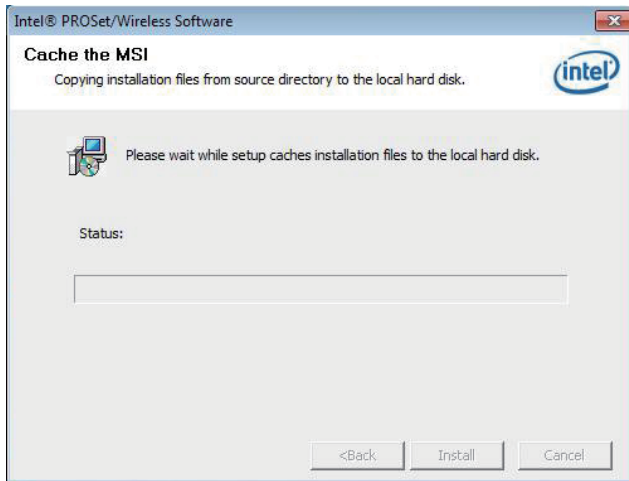 Intel® PROSet/Wireless Software
Cache the MSI
Copying installation files from source directory to the local hard disk.
intel
Please wait while setup caches installation files to the local hard disk.
Status:
<Back
Install
Cancel